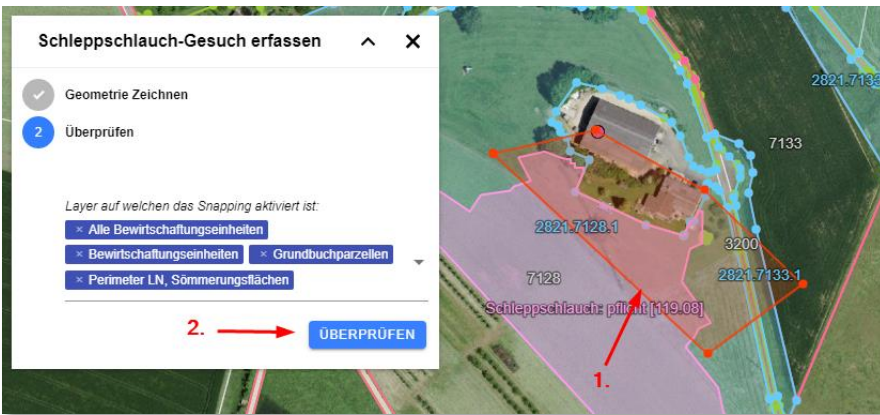 Schleppschlauch-Gesuch erfassen
Geometrie Zeichnen
2 Überprüfen
Layer auf welchen das Snapping aktiviert ist:
× Alle Bewirtschaftungseinheiten
× Bewirtschaftungseinheiten × Grundbuchparzellen
× Perimeter LN, Sömmerungsflächen
2.
ÜBERPRÜFEN
2821.7133
7133
2821.7128.1
3200
7128
2821.7133.1
Schleppschlauch: pflicht [119.08]
1.